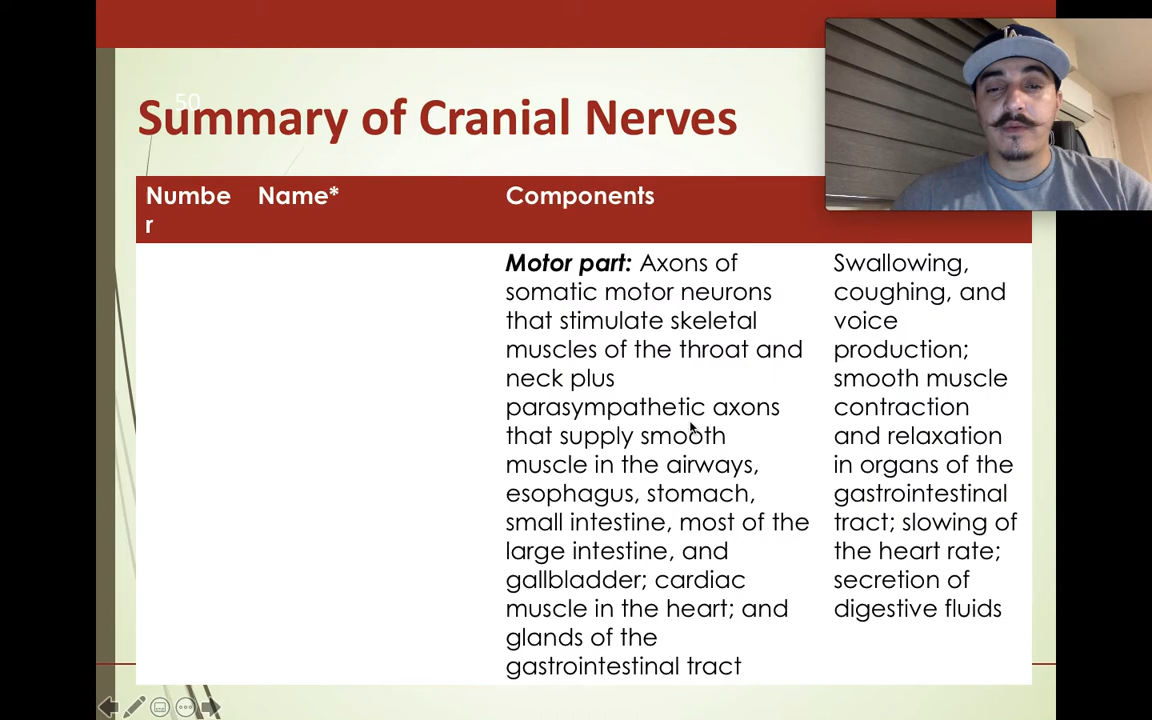 50
Summary of Cranial Nerves
Numbe
r
Name*
Components
Motor part: Axons of
somatic motor neurons
that stimulate skeletal
muscles of the throat and
neck plus
parasympathetic axons
that supply smooth
muscle in the airways,
esophagus, stomach,
small intestine, most of the
large intestine, and
gallbladder; cardiac
muscle in the heart; and
glands of the
gastrointestinal tract
Swallowing,
coughing, and
voice
production;
smooth muscle
contraction
and relaxation
in organs of the
gastrointestinal
tract; slowing of
the heart rate;
secretion of
digestive fluids
LA